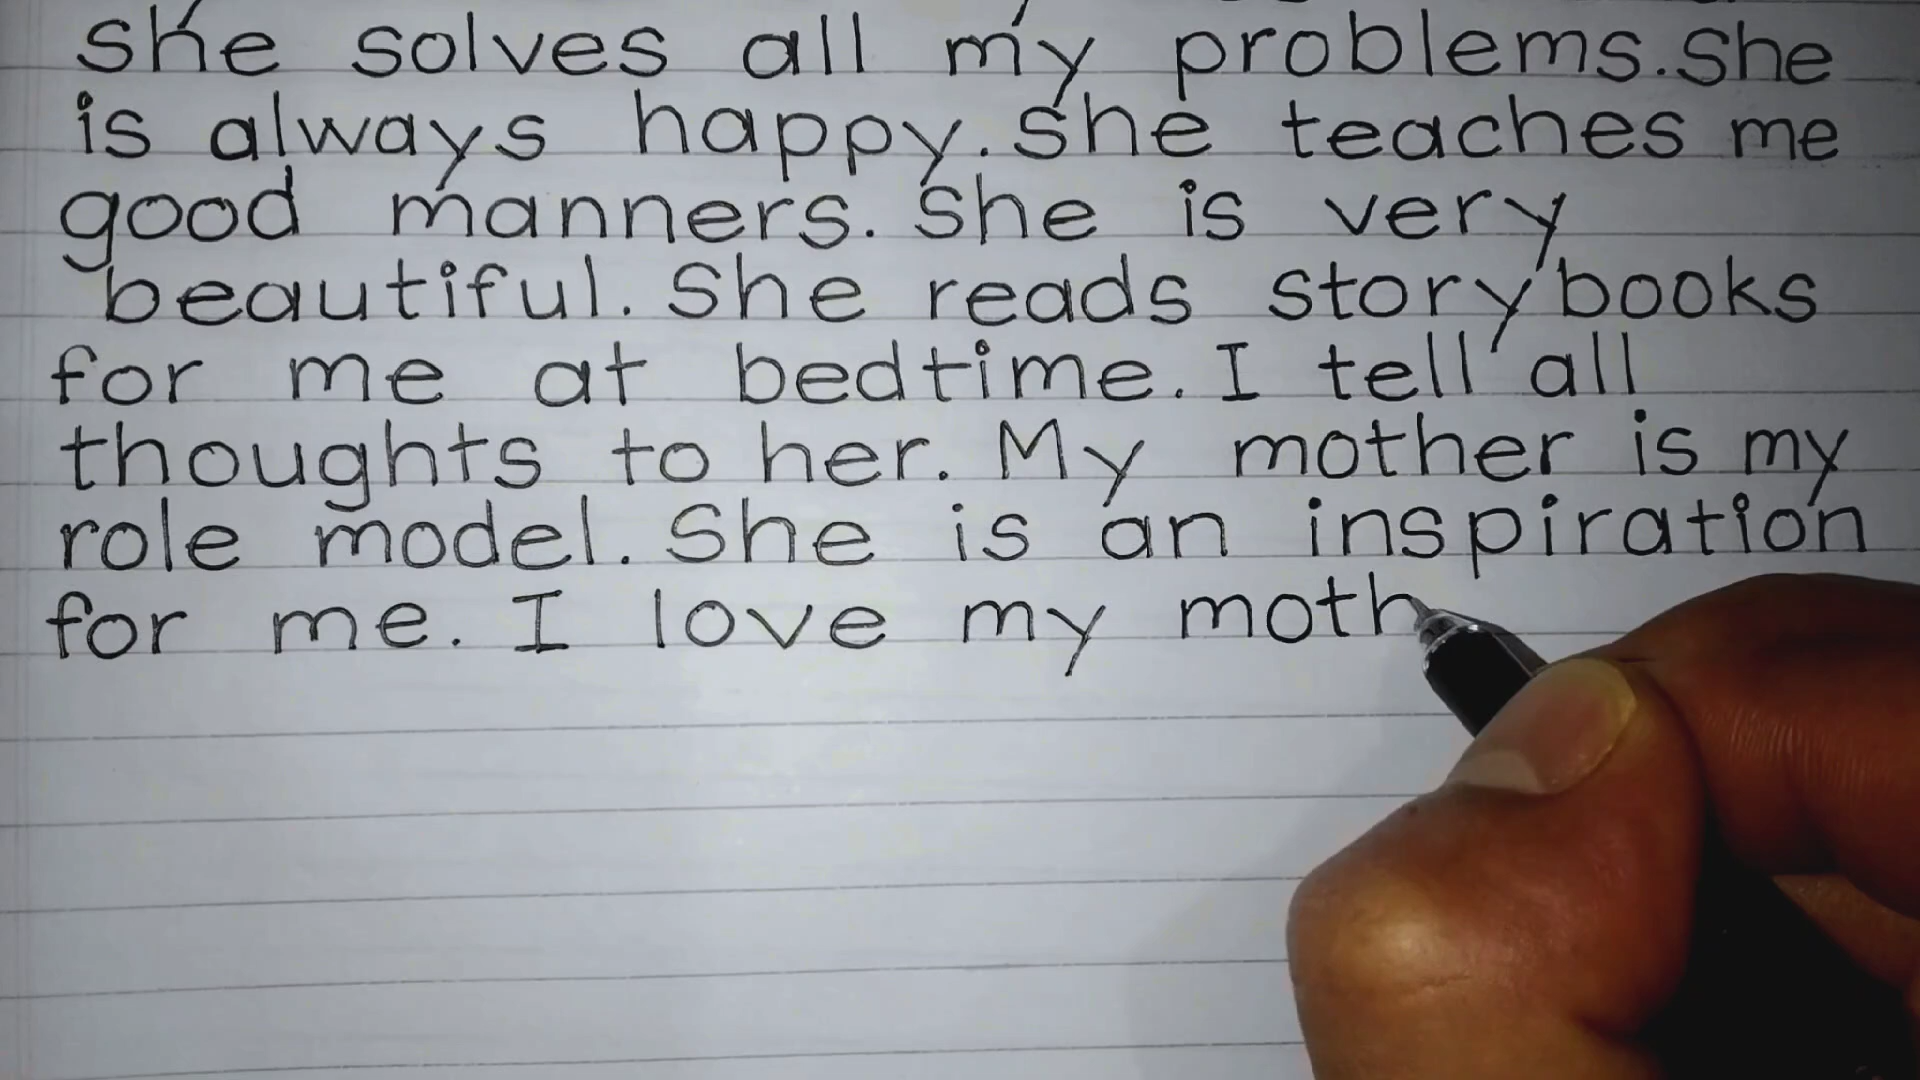 she solves all my problems. She
is always happy. She teaches me
good manners. She is very
beautiful. She reads story books
for me at bedtime. I tell all
thoughts to her. My mother is my
role model. She is an inspiration
for me. I love my moth